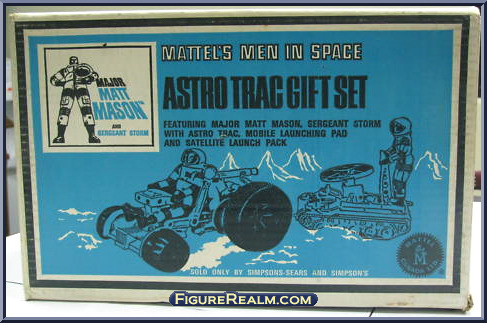 MATTEL'S MEN IN SPACE
MAJOR
MATT
MASON™
AND
SERGEANT STORM
ASTRO TRAC GIFT SET
FEATURING MAJOR MATT MASON, SERGEANT STORM
WITH ASTRO TRAC, MOBILE LAUNCHING PAD
AND SATELLITE LAUNCH PACK
MATTEL
M
SOLD ONLY BY SIMPSONS-SEARS AND SIMPSON'S
FIGUREREALM.COM